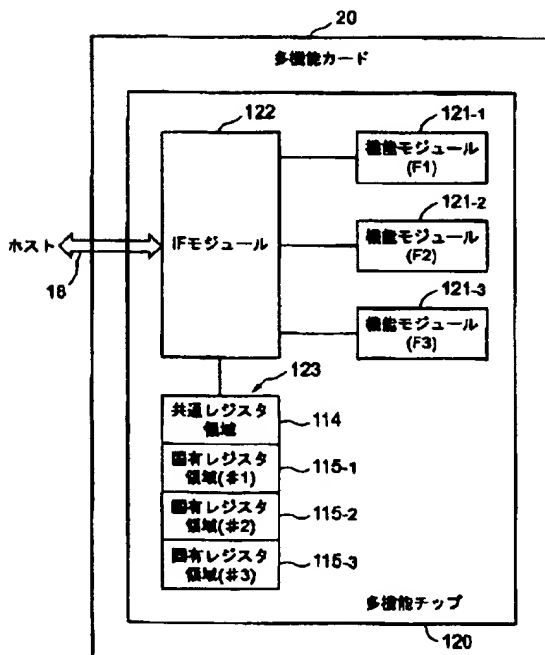 20
多機能カード
122
121-1
機能モジュール
(F1)
121-2
機能モジュール
(F2)
ホスト
IFモジュール
18
121-3
機能モジュール
(F3)
123
共通レジスタ
領域
114
固有レジスタ
領域(#1)
115-1
固有レジスタ
領域(#2)
115-2
固有レジスタ
領域(#3)
115-3
多機能チップ
120